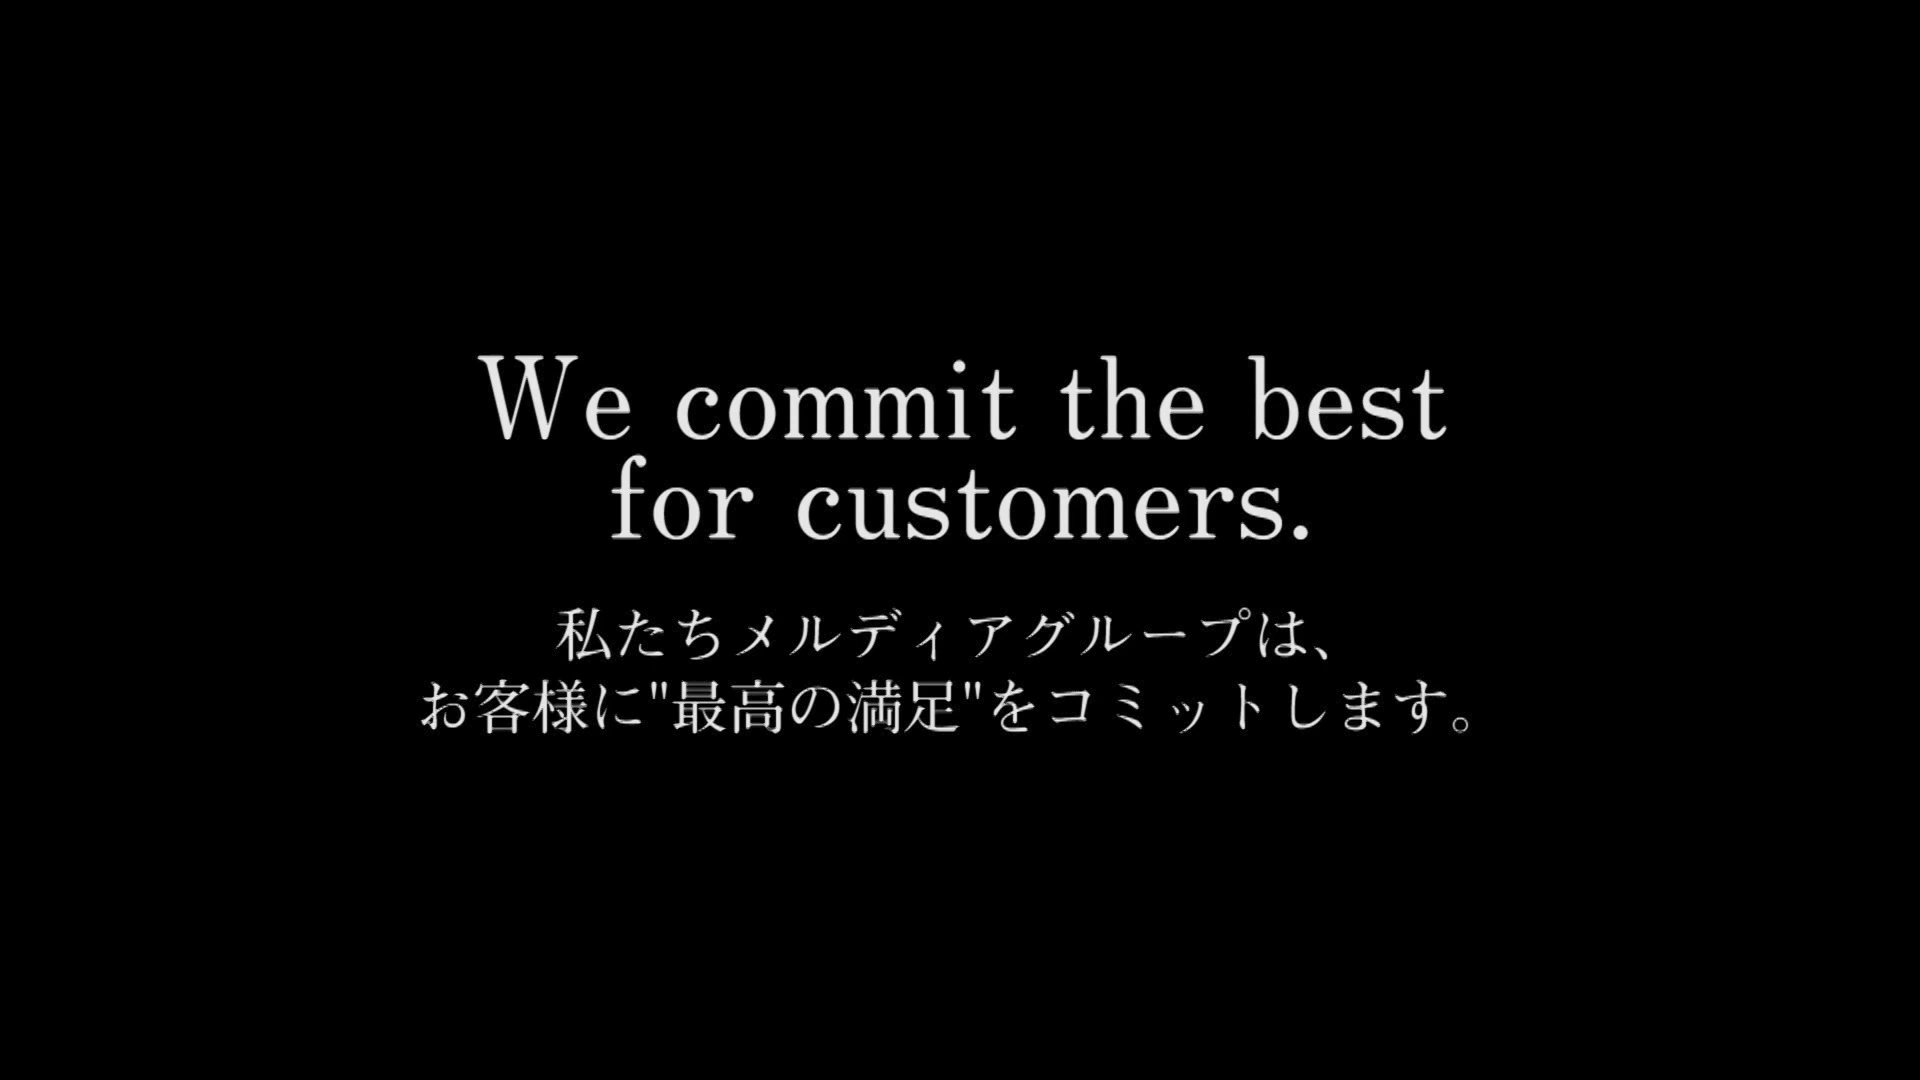 We commit the best
for customers.
私たちメルディアグループは、
お客様に"最高の満足"をコミットします。